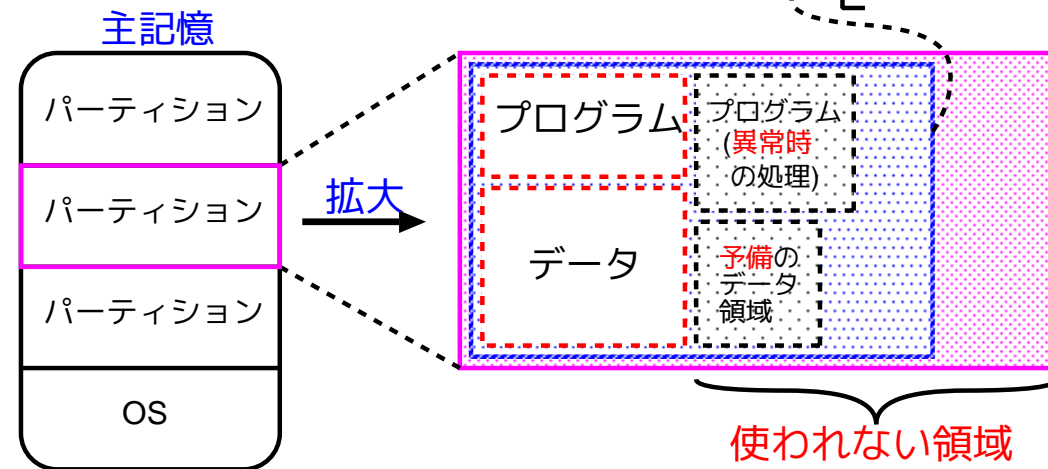 主記憶
パーティション
パーティション
パーティション
OS
拡大
プログラム
データ
プログラム
(異常時
の処理)
予備の
データ
領域
使われない領域